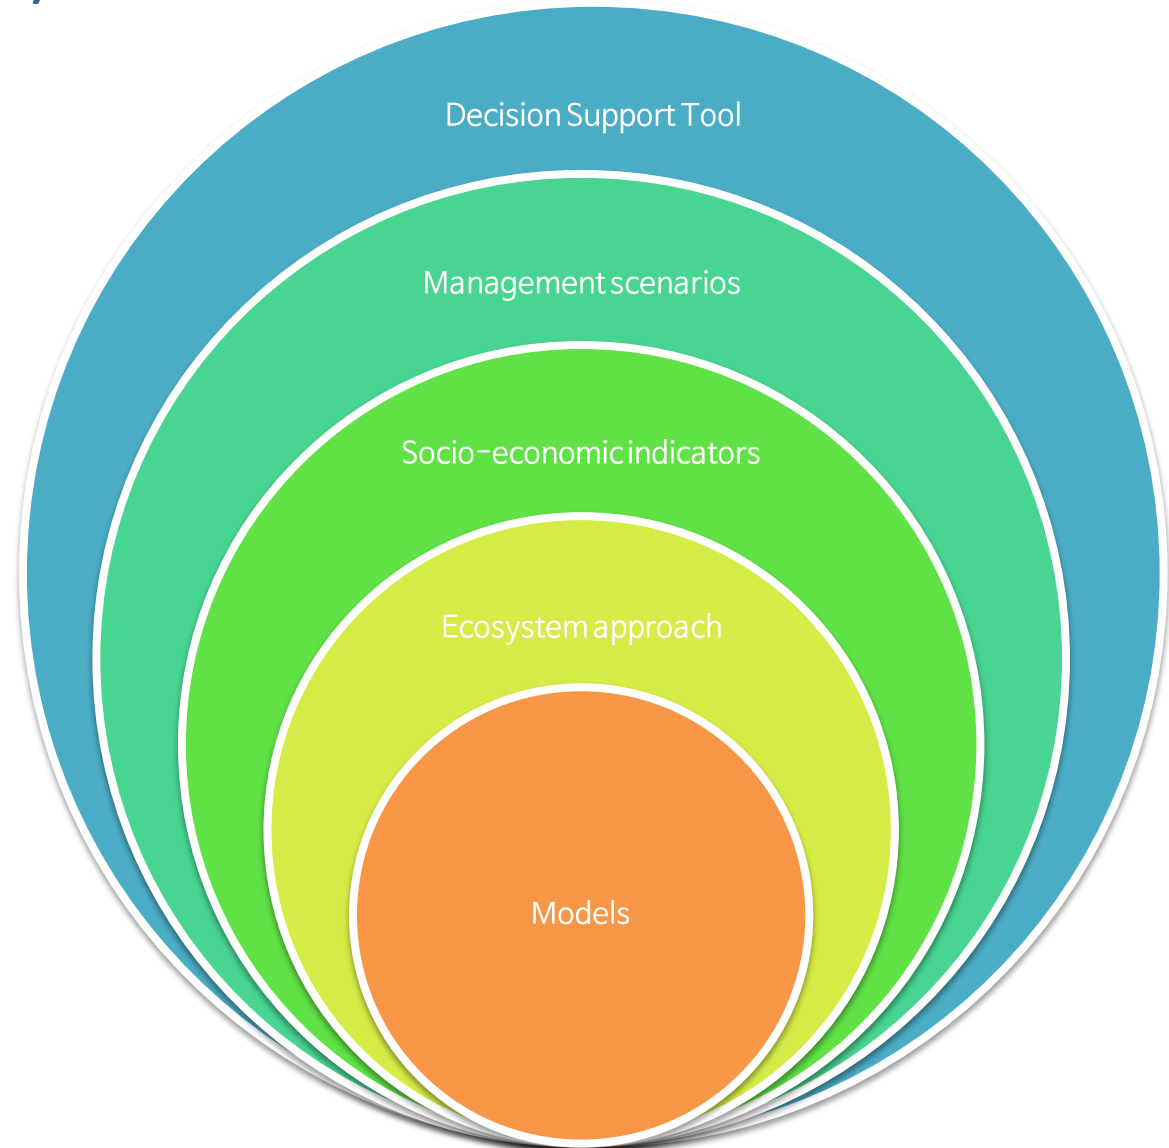 Decision Support Tool
Management scenarios
Socio-economic indicators
Ecosystem approach
Models